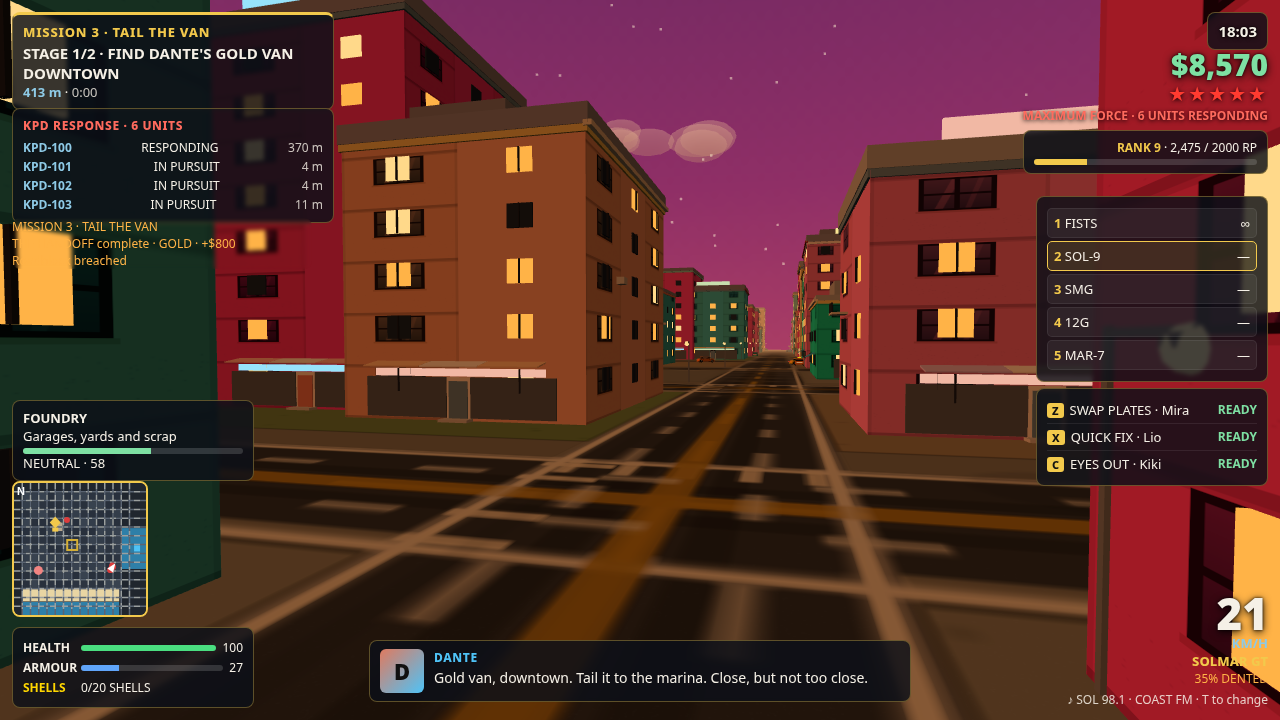 MISSION 3 · TAIL THE VAN
STAGE 1/2 · FIND DANTE'S GOLD VAN
DOWNTOWN
413 m · 0:00
KPD RESPONSE · 6 UNITS
KPD-100 RESPONDING 370 m
KPD-101 IN PURSUIT 4 m
KPD-102 IN PURSUIT 4 m
KPD-103 IN PURSUIT 11 m
MISSION 3 · TAIL THE VAN
OFF complete · GOLD · +$800
breached
FOUNDRY
Garages, yards and scrap
NEUTRAL · 58
N
HEALTH 100
ARMOUR 27
SHELLS 0/20 SHELLS
D
DANTE
Gold van, downtown. Tail it to the marina. Close, but not too close.
18:03
$8,570
★★★★★
MAXIMUM FORCE · 6 UNITS RESPONDING
RANK 9 · 2,475 / 2000 RP
1 FISTS ∞
2 SOL-9 —
3 SMG —
4 12G —
5 MAR-7 —
Z SWAP PLATES · Mira READY
X QUICK FIX · Lio READY
C EYES OUT · Kiki READY
21
KM/H
SOLMAR GT
35% DENTED
♪ SOL 98.1 · COAST FM · T to change